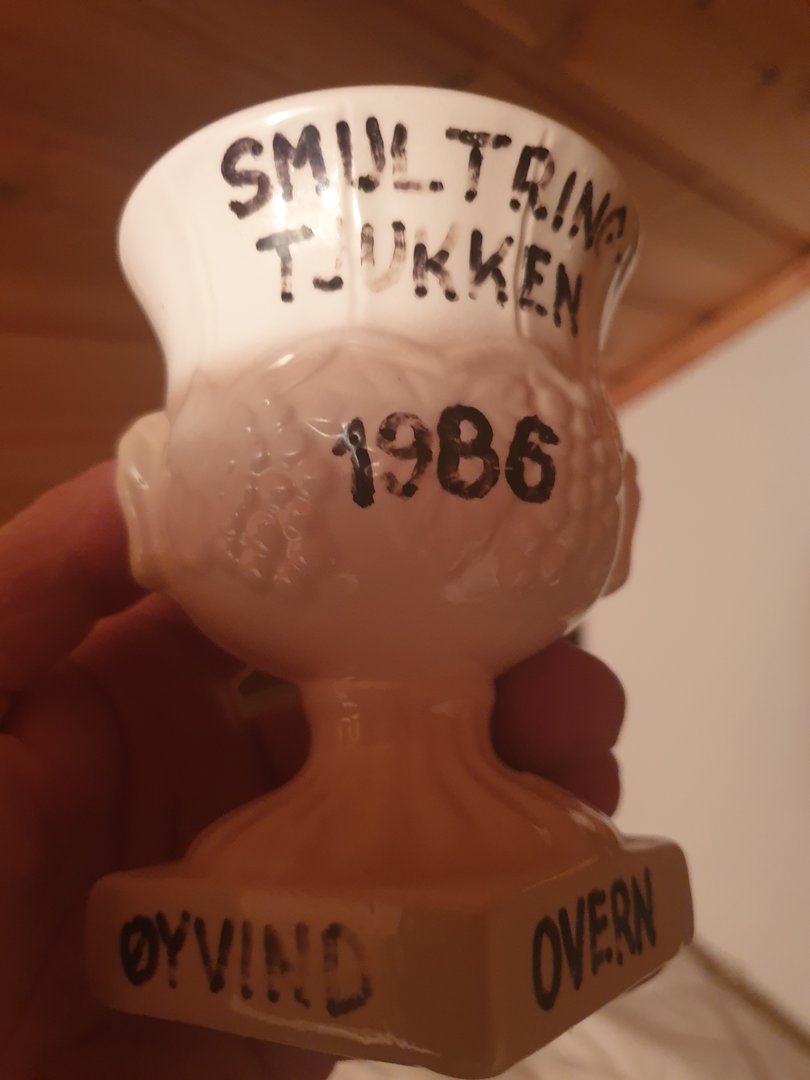 SMULTRING
TJUKKEN
1986
ØYVIND OVERN